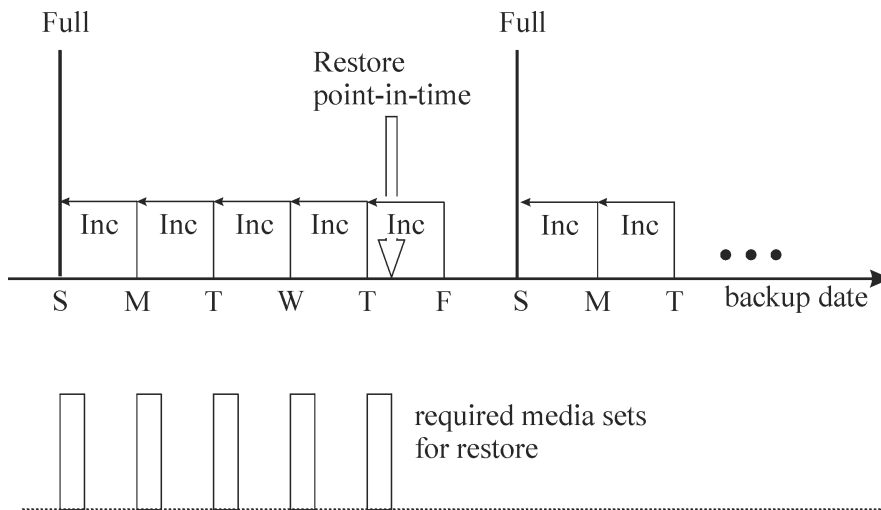 Full
Full
Restore
point-in-time
Inc
Inc
Inc
Inc
Inc
Inc
Inc
S
M
T
W
T
F
S
M
T
backup date
required media sets
for restore